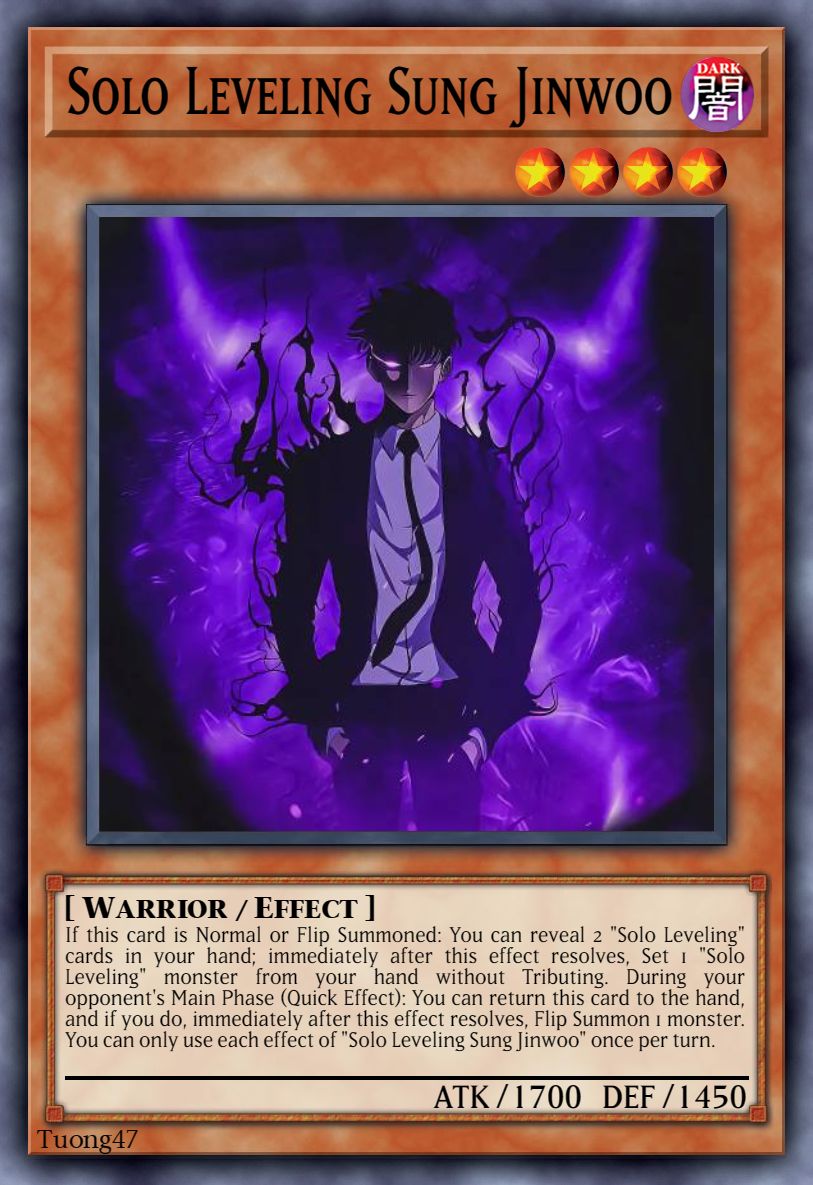 Solo Leveling Sung Jinwoo
DARK
闇
[ Warrior / Effect ]
If this card is Normal or Flip Summoned: You can reveal 2 "Solo Leveling"
cards in your hand; immediately after this effect resolves, Set 1 "Solo
Leveling" monster from your hand without Tributing. During your
opponent's Main Phase (Quick Effect): You can return this card to the hand,
and if you do, immediately after this effect resolves, Flip Summon 1 monster.
You can only use each effect of "Solo Leveling Sung Jinwoo" once per turn.
ATK / 1700 DEF / 1450
Tuong47